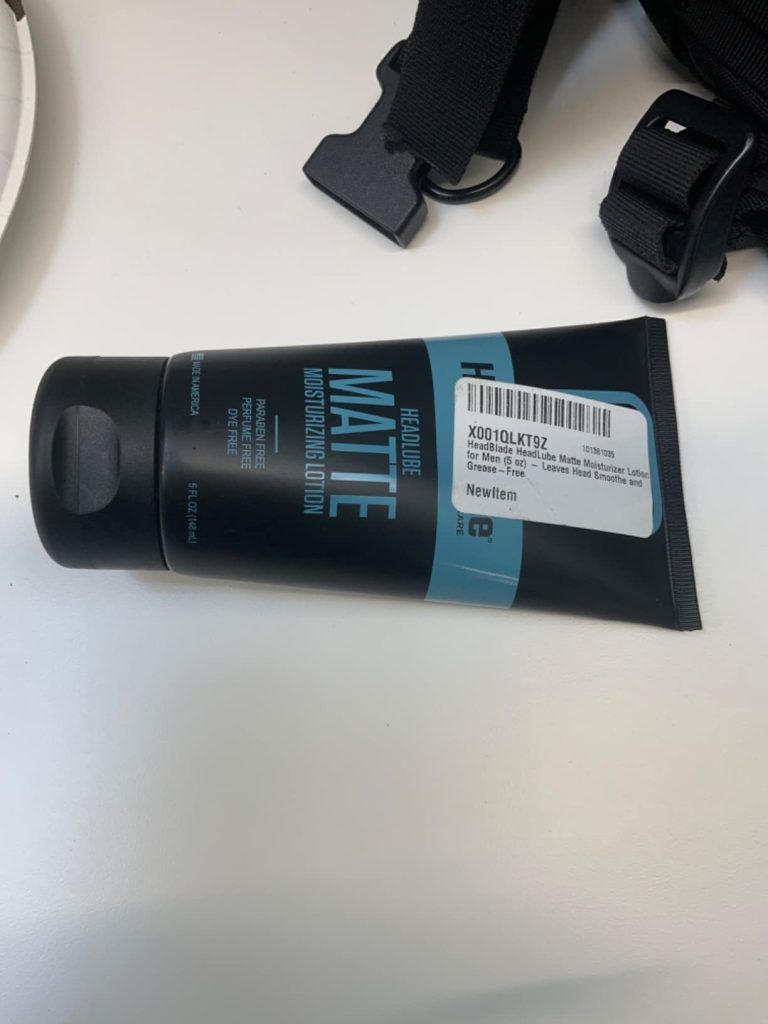 X001QLKT9Z
101381035
HeadBlade HeadLube Matte Moisturizer Lotion
for Men (5 oz) - Leaves Head Smoothe and
Grease-Free
NewItem
HEADLUBE
MATTE
MOISTURIZING LOTION
PARABEN FREE
PERFUME FREE
DYE FREE
MADE IN AMERICA
5 FL OZ (148 mL)